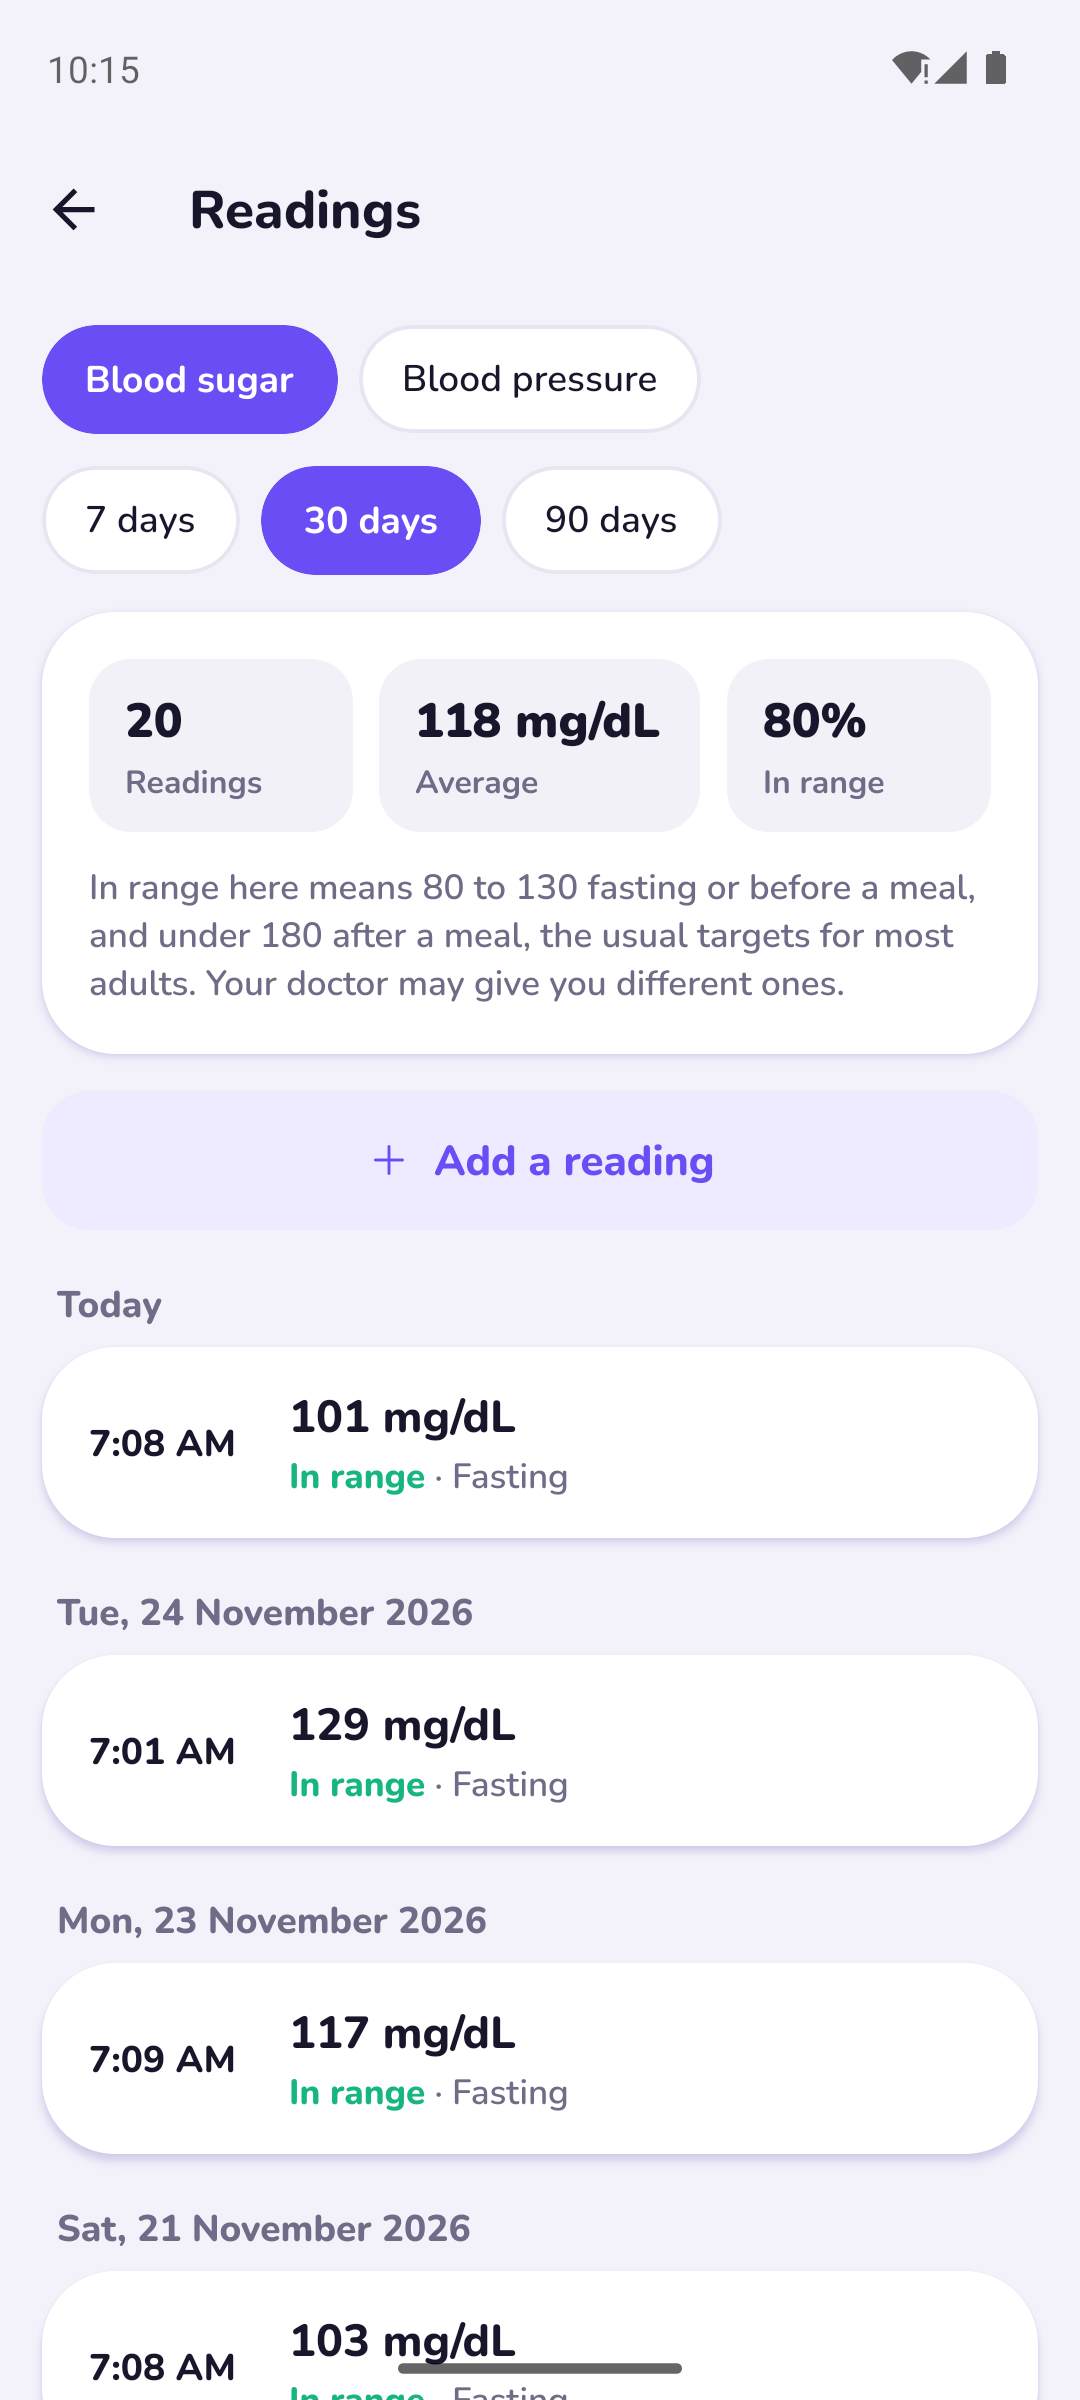 10:15
Readings
Blood sugar
Blood pressure
7 days
30 days
90 days
20
Readings
118 mg/dL
Average
80%
In range
In range here means 80 to 130 fasting or before a meal,
and under 180 after a meal, the usual targets for most
adults. Your doctor may give you different ones.
Add a reading
Today
7:08 AM
101 mg/dL
In range · Fasting
Tue, 24 November 2026
7:01 AM
129 mg/dL
In range · Fasting
Mon, 23 November 2026
7:09 AM
117 mg/dL
In range · Fasting
Sat, 21 November 2026
7:08 AM
103 mg/dL
In range · Fasting